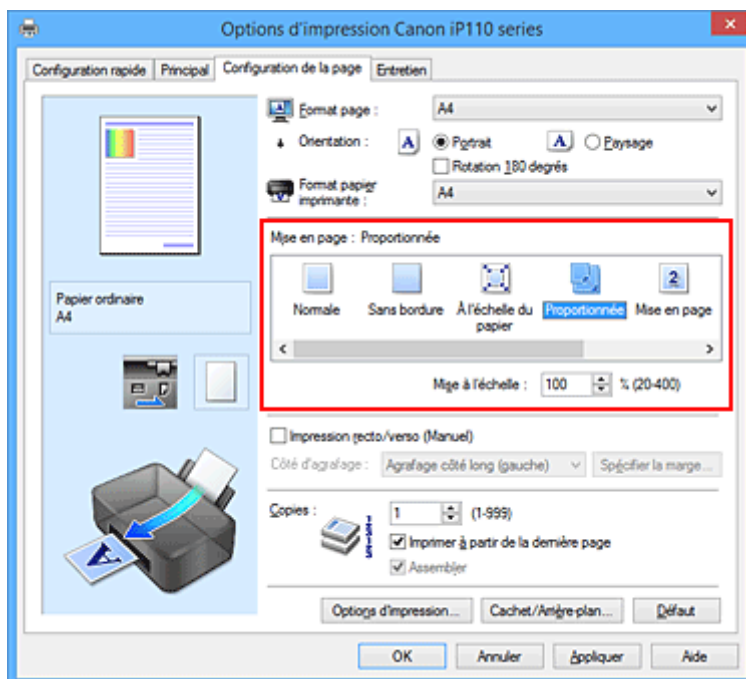 Options d'impression Canon iP110 series
Configuration rapide Principal Configuration de la page Entretien
Format page : A4
Orientation : A Portrait A Paysage
Rotation 180 degrés
Format papier
imprimante : A4
Mise en page : Proportionnée
Normale Sans bordure À l'échelle du papier Proportionnée 2 Mise en page
Mise à l'échelle : 100 % (20-400)
Papier ordinaire
A4
Impression recto/verso (Manuel)
Côté d'agrafage : Agrafage côté long (gauche) Spécifier la marge...
Copies : 1 (1-999)
Imprimer à partir de la dernière page
Assembler
A
Options d'impression... Cachet/Arrière-plan... Défaut
OK Annuler Appliquer Aide